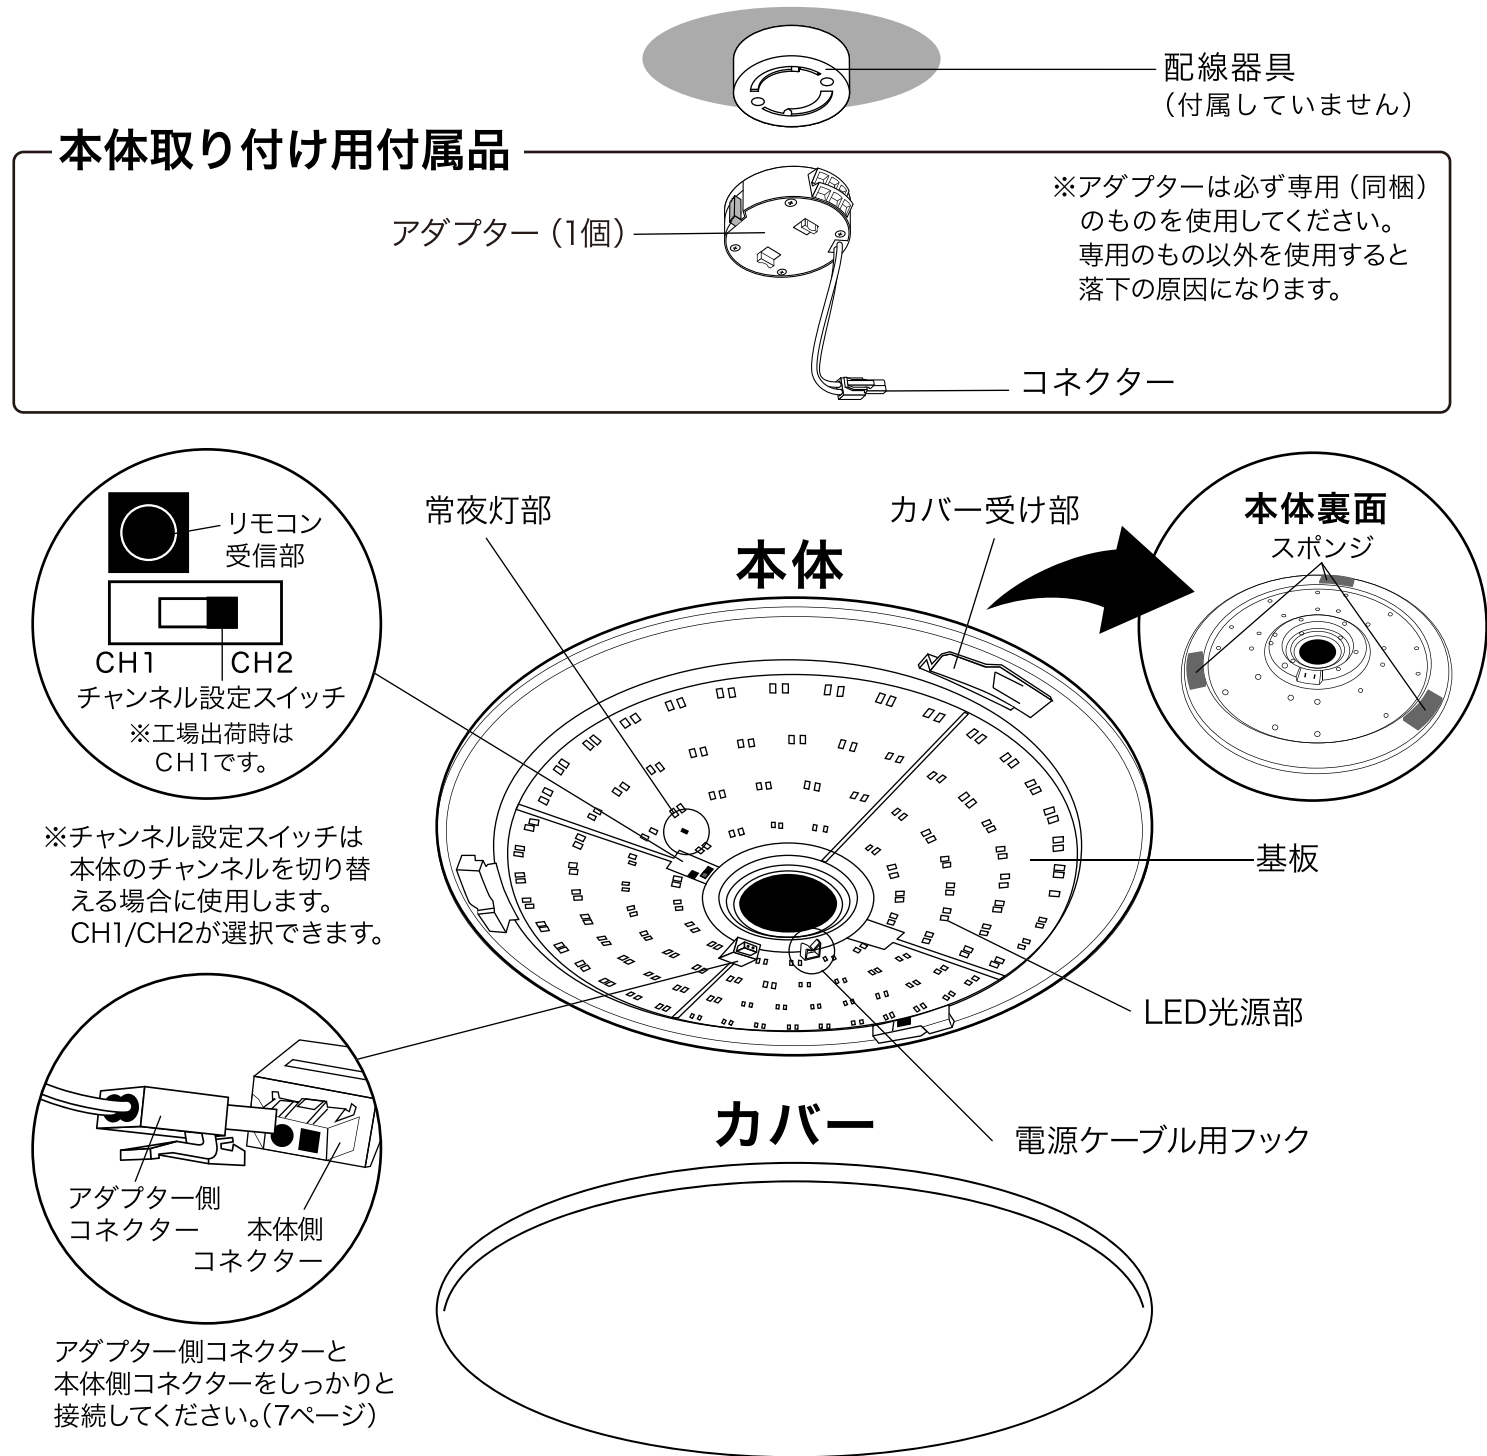 配線器具
（付属していません）
本体取り付け用付属品
アダプター（1個）
※アダプターは必ず専用（同梱）
のものを使用してください。
専用のもの以外を使用すると
落下の原因になります。
コネクター
リモコン
受信部
CH1 CH2
チャンネル設定スイッチ
※工場出荷時は
CH1です。
※チャンネル設定スイッチは
本体のチャンネルを切り替
える場合に使用します。
CH1/CH2が選択できます。
常夜灯部
カバー受け部
本体
本体裏面
スポンジ
基板
LED光源部
電源ケーブル用フック
アダプター側
コネクター
本体側
コネクター
アダプター側コネクターと
本体側コネクターをしっかりと
接続してください。（7ページ）
カバー